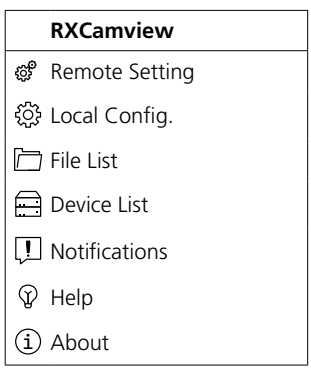 RXCamview
Remote Setting
Local Config.
File List
Device List
Notifications
Help
About